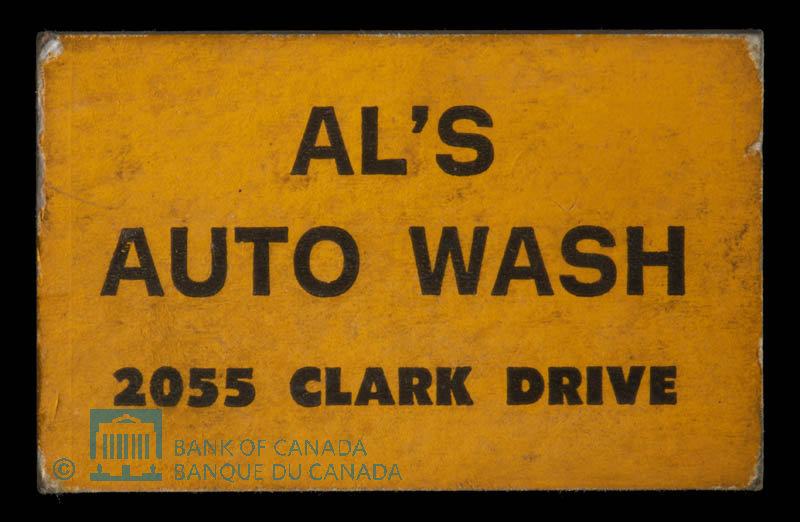 AL'S
AUTO WASH
2055 CLARK DRIVE
© BANK OF CANADA
BANQUE DU CANADA